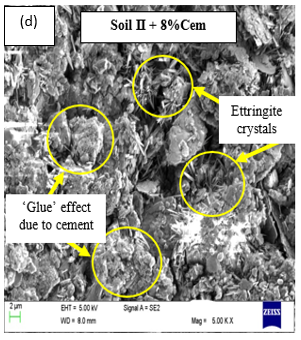 (d)
Soil II + 8%Cem
Ettringite
crystals
‘Glue’ effect
due to cement
2 µm
EHT = 5.00 kV
Signal A = SE2
WD = 8.0 mm
Mag = 5.00 K X
ZEISS